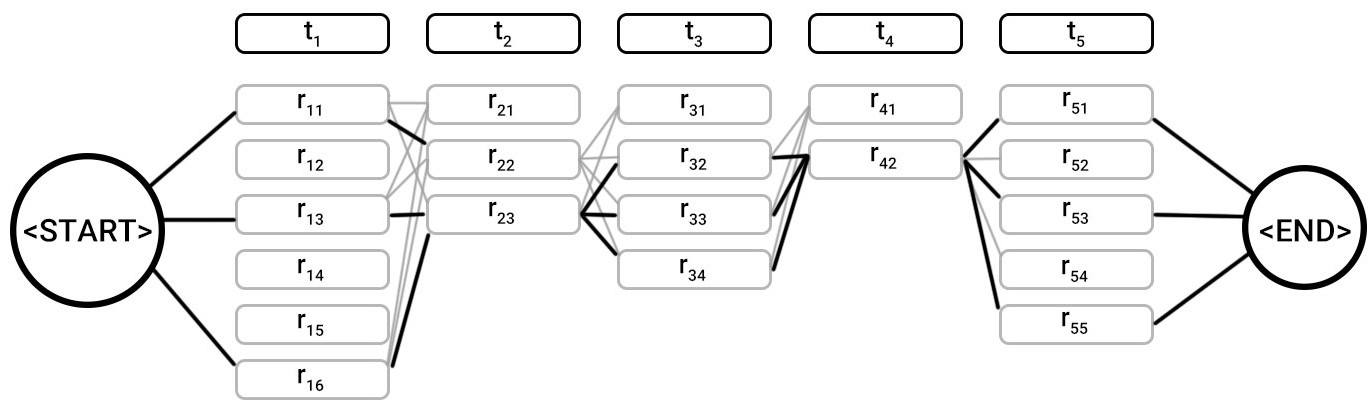 t1 t2 t3 t4 t5
r11 r21 r31 r41 r51
r12 r22 r32 r42 r52
<START> r13 r23 r33 r53 <END>
r14 r34 r54
r15 r55
r16